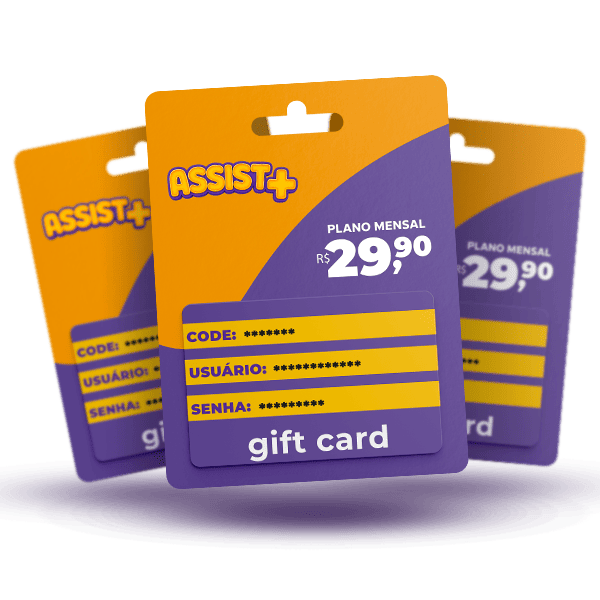 ASSIST+
PLANO MENSAL
R$29,90
CODE: *******
USUÁRIO: ************
SENHA: *********
gift card
ASSIST+
CODE: ******
USUÁRIO: *
SENHA: ***
gi
PLANO MENSAL
R$29,90
***
rd